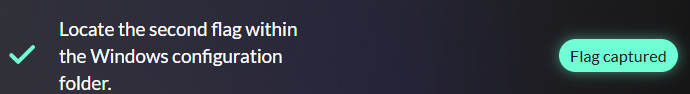 Locate the second flag within
the Windows configuration
folder.
Flag captured